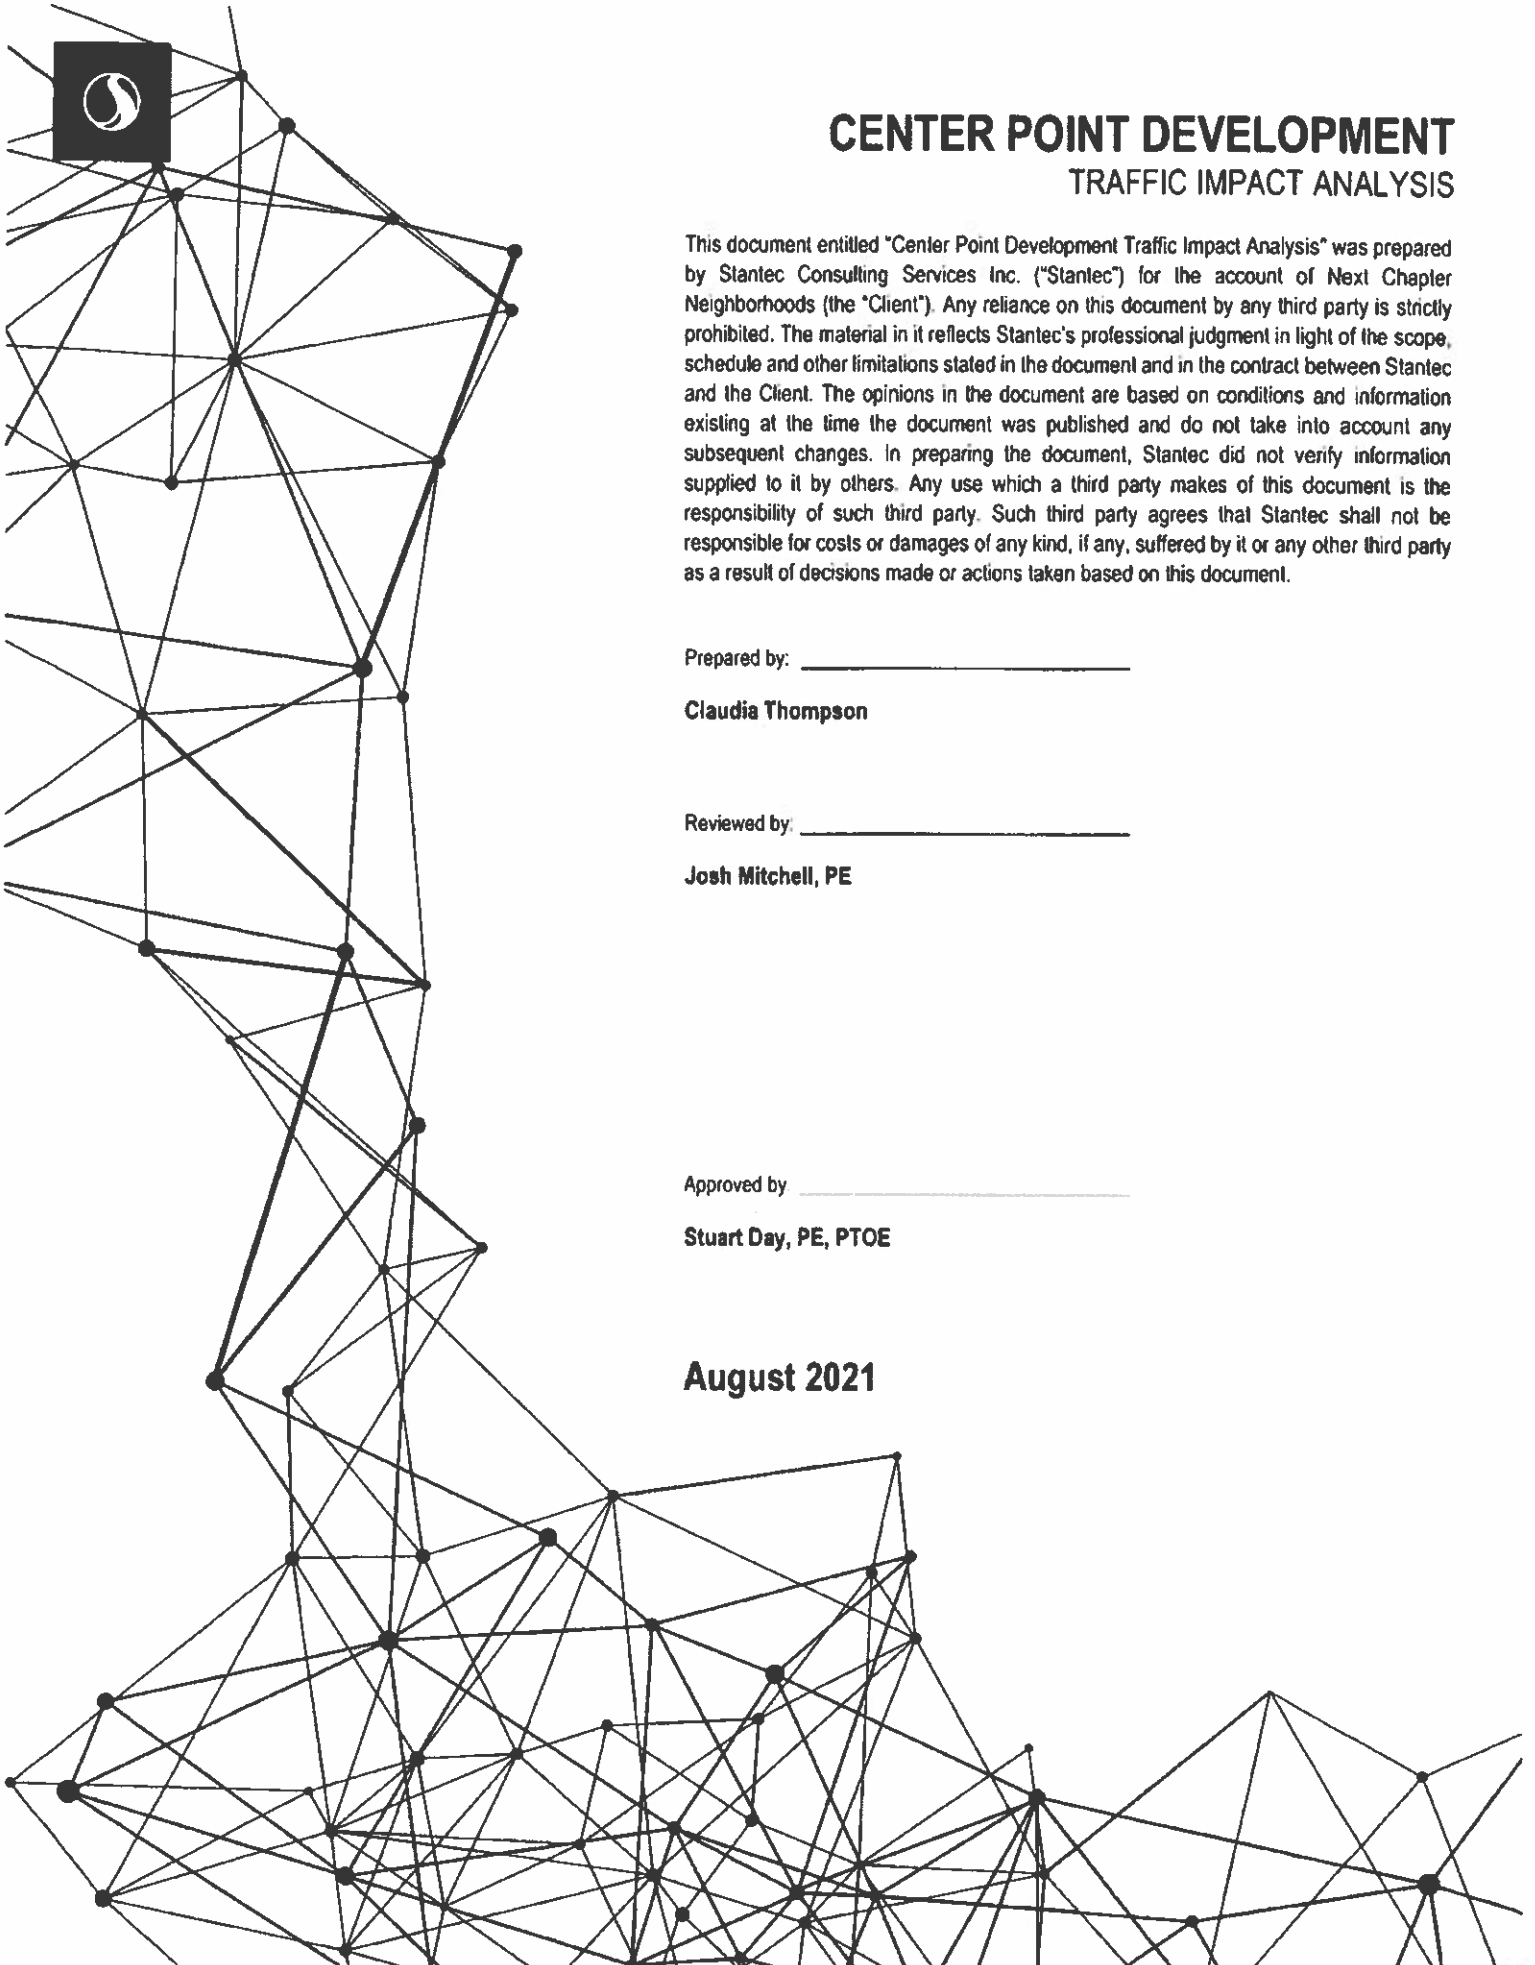 CENTER POINT DEVELOPMENT
TRAFFIC IMPACT ANALYSIS
This document entitled "Center Point Development Traffic Impact Analysis" was prepared
by Stantec Consulting Services Inc. ("Stantec") for the account of Next Chapter
Neighborhoods (the "Client"). Any reliance on this document by any third party is strictly
prohibited. The material in it reflects Stantec's professional judgment in light of the scope,
schedule and other limitations stated in the document and in the contract between Stantec
and the Client. The opinions in the document are based on conditions and information
existing at the time the document was published and do not take into account any
subsequent changes. In preparing the document, Stantec did not verify information
supplied to it by others. Any use which a third party makes of this document is the
responsibility of such third party. Such third party agrees that Stantec shall not be
responsible for costs or damages of any kind, if any, suffered by it or any other third party
as a result of decisions made or actions taken based on this document.
Prepared by:
Claudia Thompson
Reviewed by:
Josh Mitchell, PE
Approved by
Stuart Day, PE, PTOE
August 2021